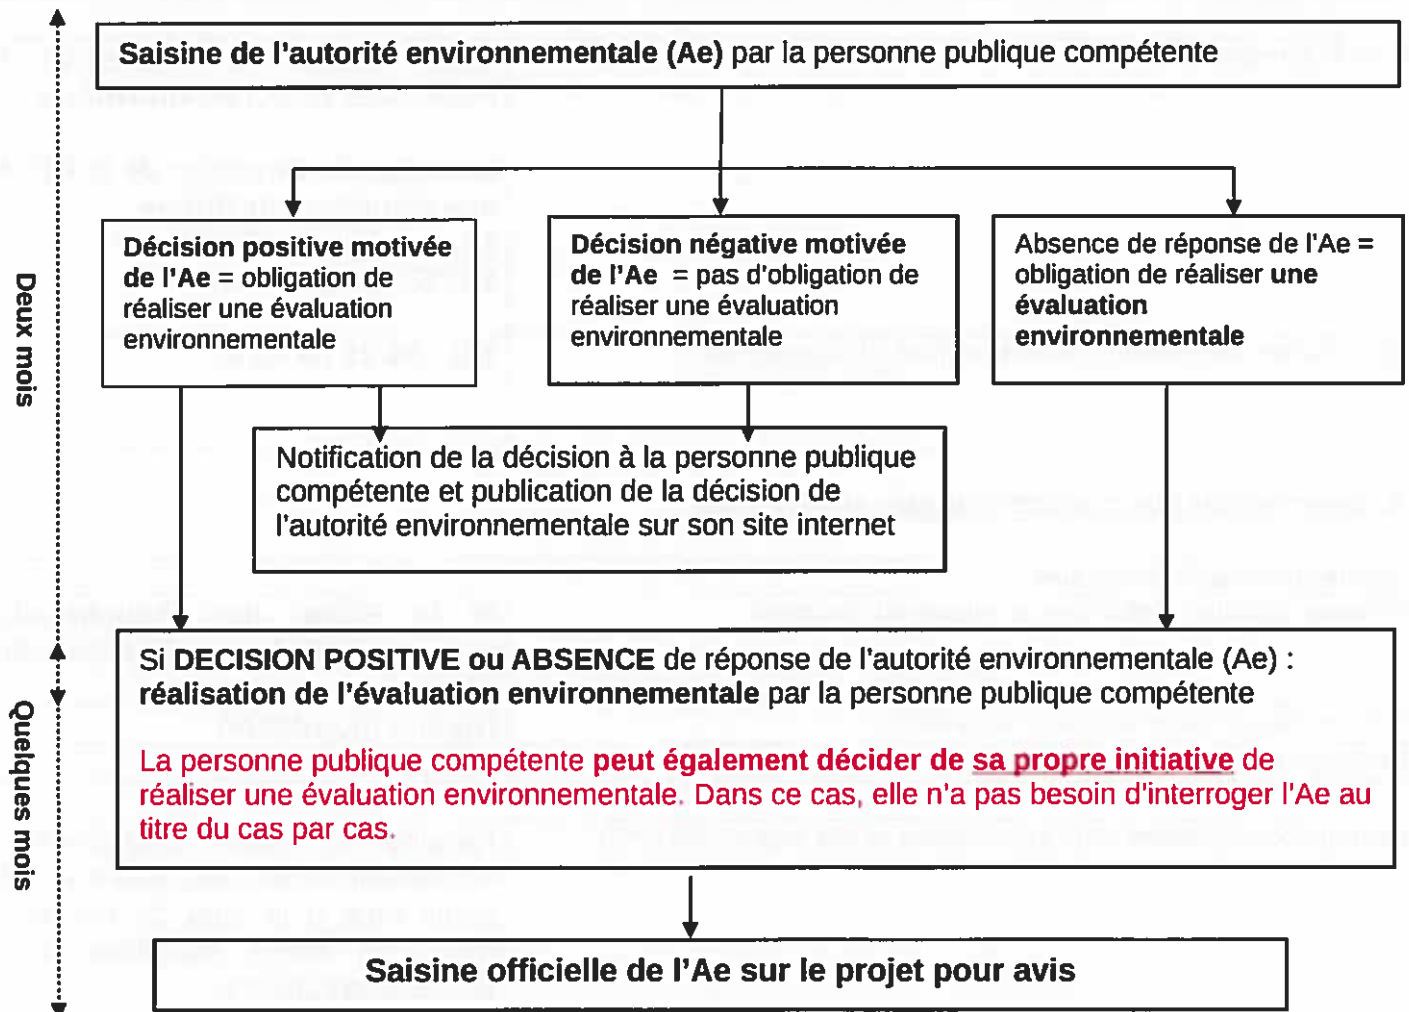 Saisine de l'autorité environnementale (Ae) par la personne publique compétente
Deux mois
Décision positive motivée
de l'Ae = obligation de
réaliser une évaluation
environnementale
Décision négative motivée
de l'Ae = pas d'obligation de
réaliser une évaluation
environnementale
Absence de réponse de l'Ae =
obligation de réaliser une
évaluation
environnementale
Notification de la décision à la personne publique
compétente et publication de la décision de
l'autorité environnementale sur son site internet
Quelques mois
Si DECISION POSITIVE ou ABSENCE de réponse de l'autorité environnementale (Ae) :
réalisation de l'évaluation environnementale par la personne publique compétente
La personne publique compétente peut également décider de sa propre initiative de
réaliser une évaluation environnementale. Dans ce cas, elle n'a pas besoin d'interroger l'Ae au
titre du cas par cas.
Saisine officielle de l'Ae sur le projet pour avis